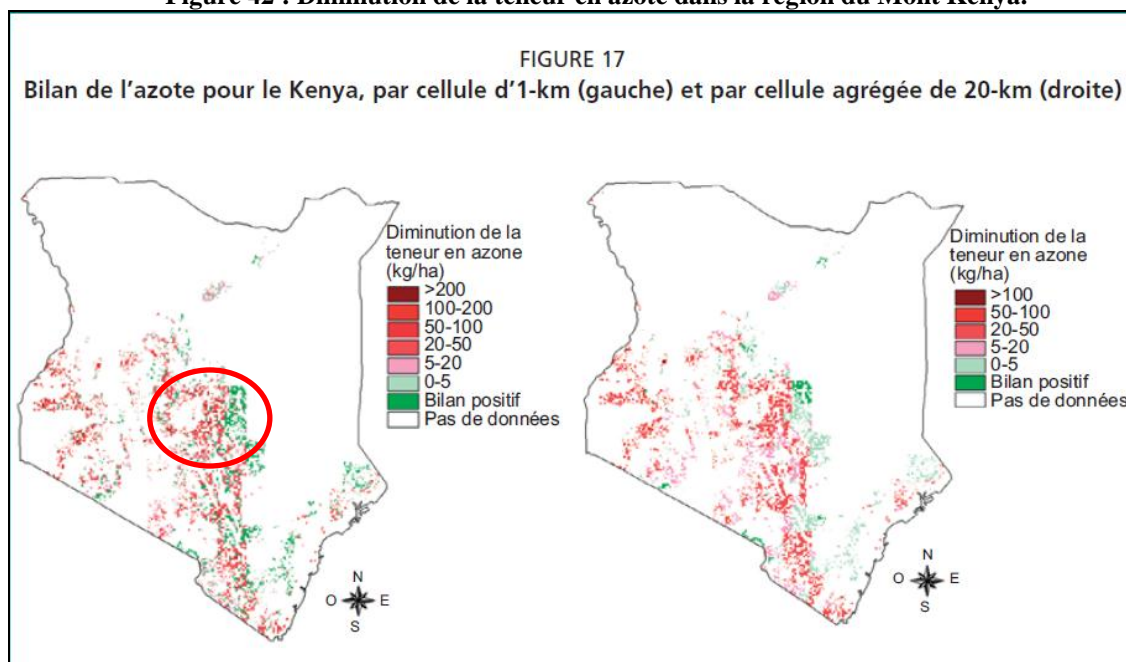 Figure 42 : Diminution de la teneur en azote dans la région du Mont Kenya.
FIGURE 17
Bilan de l'azote pour le Kenya, par cellule d'1-km (gauche) et par cellule agrégée de 20-km (droite)
Diminution de la
teneur en azone
(kg/ha)
>200
100-200
50-100
20-50
5-20
0-5
Bilan positif
Pas de données
N
O E
S
Diminution de la
teneur en azone
(kg/ha)
>100
50-100
20-50
5-20
0-5
Bilan positif
Pas de données
N
O E
S